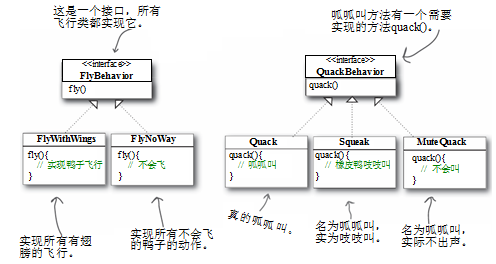 这是一个接口，所有
飞行类都实现它。
<<interface>>
FlyBehavior
fly()
FlyWithWings
fly(){
// 实现鸭子飞行
}
FlyNoWay
fly(){
// 不会飞
}
实现所有有翅
膀的飞行。
实现所有不会飞
的鸭子的动作。
呱呱叫方法有一个需要
实现的方法quack()。
<<interface>>
QuackBehavior
quack()
Quack
quack(){
// 呱呱叫
}
Squeak
quack(){
// 橡皮鸭吱吱叫
}
MuteQuack
quack(){
// 不会叫
}
真的呱呱叫。
名为呱呱叫，
实为吱吱叫。
名为呱呱叫，
实际不出声。